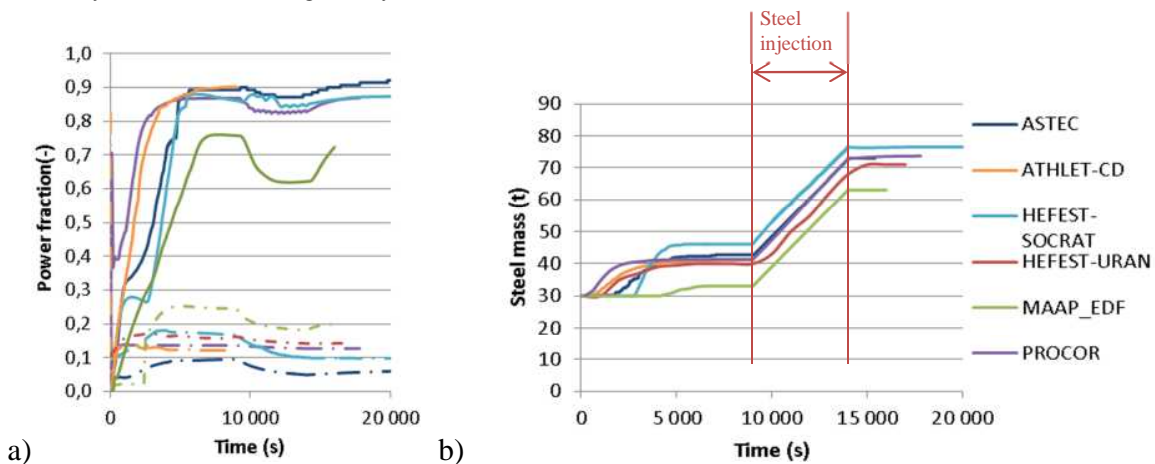 Steel
injection
1,0
0,9
0,8
0,7
0,6
0,5
0,4
0,3
0,2
0,1
0,0
Power fraction(-)
0
10 000
20 000
Time (s)
a)
90
80
70
60
50
40
30
20
10
0
Steel mass (t)
0
5 000
10 000
15 000
20 000
Time (s)
b)
ASTEC
ATHLET-CD
HEFEST-
SOCRAT
HEFEST-URAN
MAAP_EDF
PROCOR